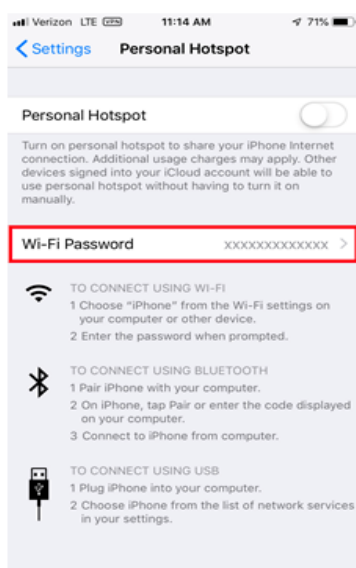 Verizon LTE VPN 11:14 AM 71%
Settings Personal Hotspot
Personal Hotspot
Turn on personal hotspot to share your iPhone Internet
connection. Additional usage charges may apply. Other
devices signed into your iCloud account will be able to
use personal hotspot without having to turn it on
manually.
Wi-Fi Password xxxxxxxxxxxxx
TO CONNECT USING WI-FI
1 Choose “iPhone” from the Wi-Fi settings on
your computer or other device.
2 Enter the password when prompted.
TO CONNECT USING BLUETOOTH
1 Pair iPhone with your computer.
2 On iPhone, tap Pair or enter the code displayed
on your computer.
3 Connect to iPhone from computer.
TO CONNECT USING USB
1 Plug iPhone into your computer.
2 Choose iPhone from the list of network services
in your settings.